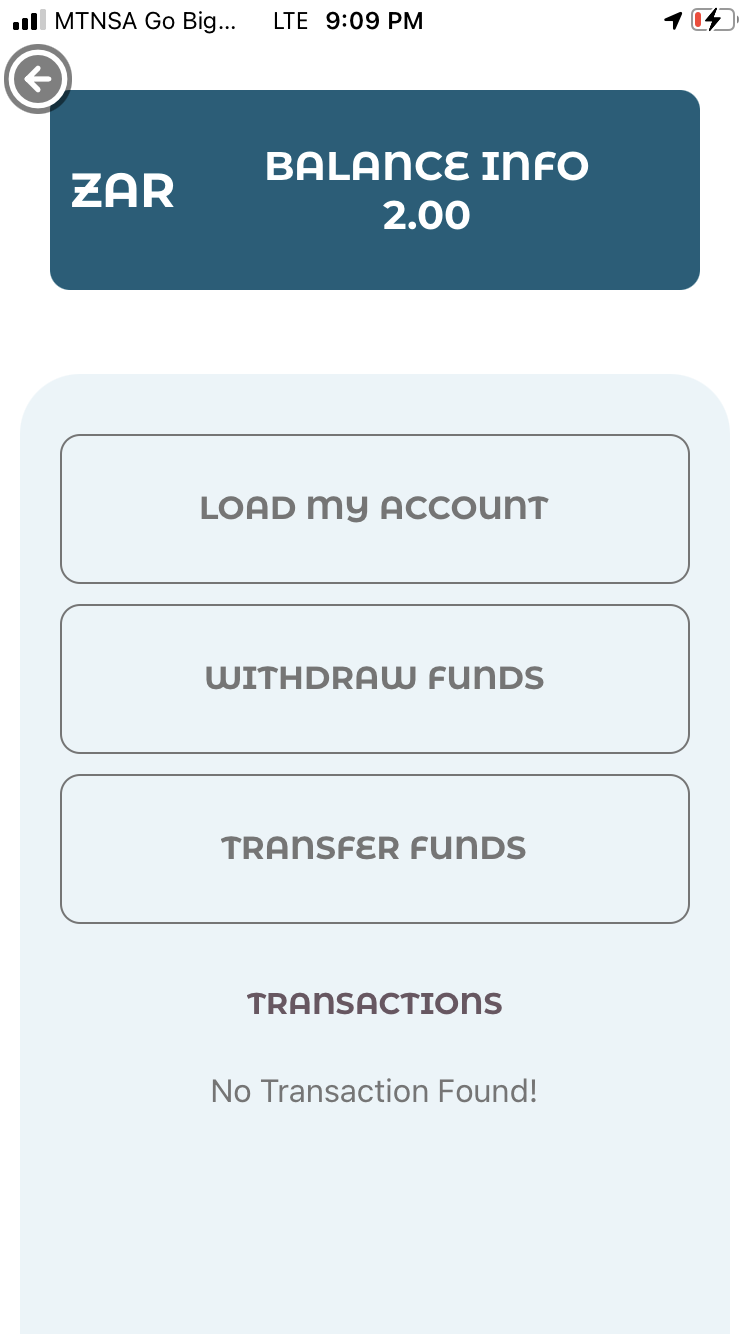 MTNSA Go Big... LTE 9:09 PM
ZAR
BALANCE INFO
2.00
LOAD MY ACCOUNT
WITHDRAW FUNDS
TRANSFER FUNDS
TRANSACTIONS
No Transaction Found!